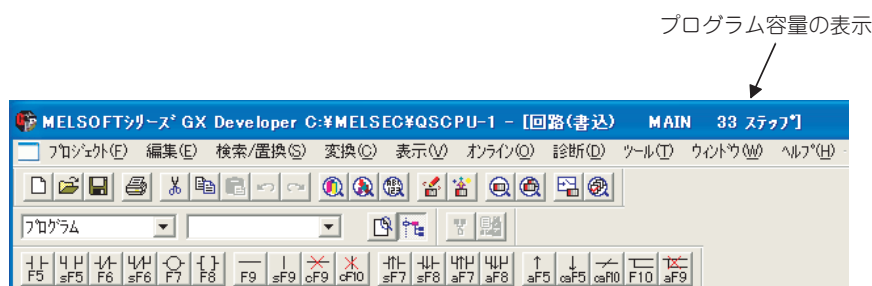 プログラム容量の表示
MELSOFTシリーズ GX Developer C:¥MELSEC¥QSCPU-1 - [回路(書込) MAIN 33 ステップ]
プロジェクト(F) 編集(E) 検索/置換(S) 変換(C) 表示(V) オンライン(O) 診断(D) ツール(T) ウィンドウ(W) ヘルプ(H)
プログラム
F5 sF5 F6 sF6 F7 F8 F9 sF9 cF9 cF10 sF7 sF8 aF7 aF8 aF5 caF5 caF10 F10 aF9